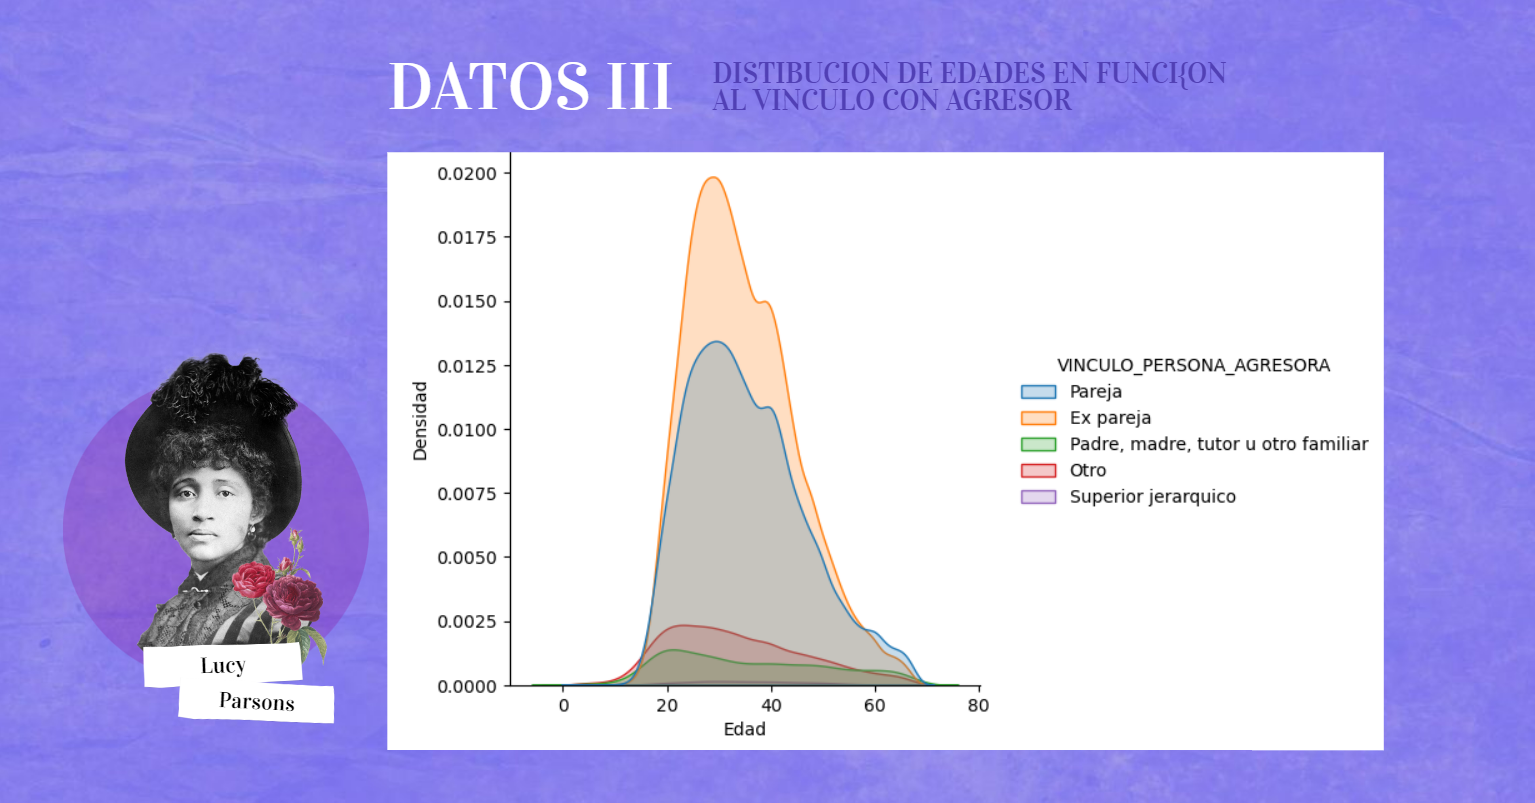 DATOS III
DISTIBUCION DE EDADES EN FUNCI{ON
AL VINCULO CON AGRESOR
0.0200
0.0175
0.0150
0.0125
0.0100
0.0075
0.0050
0.0025
0.0000
Densidad
0 20 40 60 80
Edad
VINCULO_PERSONA_AGRESORA
Pareja
Ex pareja
Padre, madre, tutor u otro familiar
Otro
Superior jerarquico
Lucy
Parsons